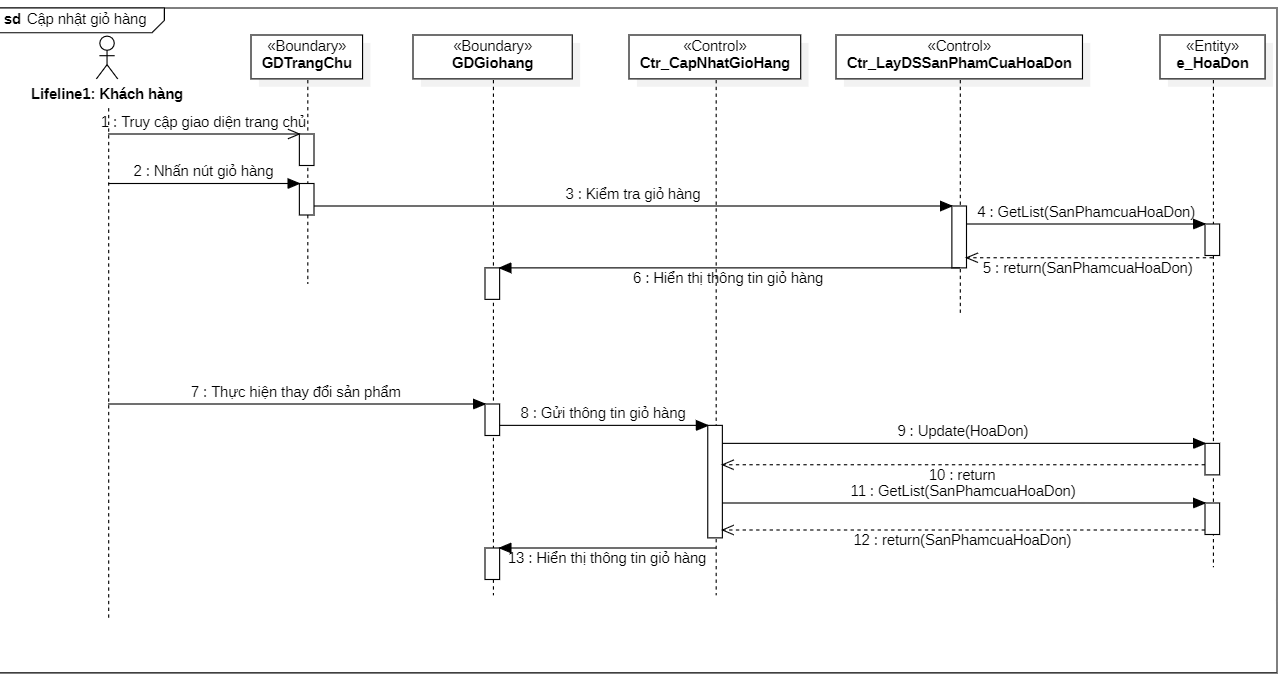 sd Cập nhật giỏ hàng
«Boundary»
GDTrangChu
«Boundary»
GDGiohang
«Control»
Ctr_CapNhatGioHang
«Control»
Ctr_LayDSSanPhamCuaHoaDon
«Entity»
e_HoaDon
Lifeline1: Khách hàng
1 : Truy cập giao diện trang chủ
2 : Nhấn nút giỏ hàng
3 : Kiểm tra giỏ hàng
4 : GetList(SanPhamcuaHoaDon)
5 : return(SanPhamcuaHoaDon)
6 : Hiển thị thông tin giỏ hàng
7 : Thực hiện thay đổi sản phẩm
8 : Gửi thông tin giỏ hàng
9 : Update(HoaDon)
10 : return
11 : GetList(SanPhamcuaHoaDon)
12 : return(SanPhamcuaHoaDon)
13 : Hiển thị thông tin giỏ hàng